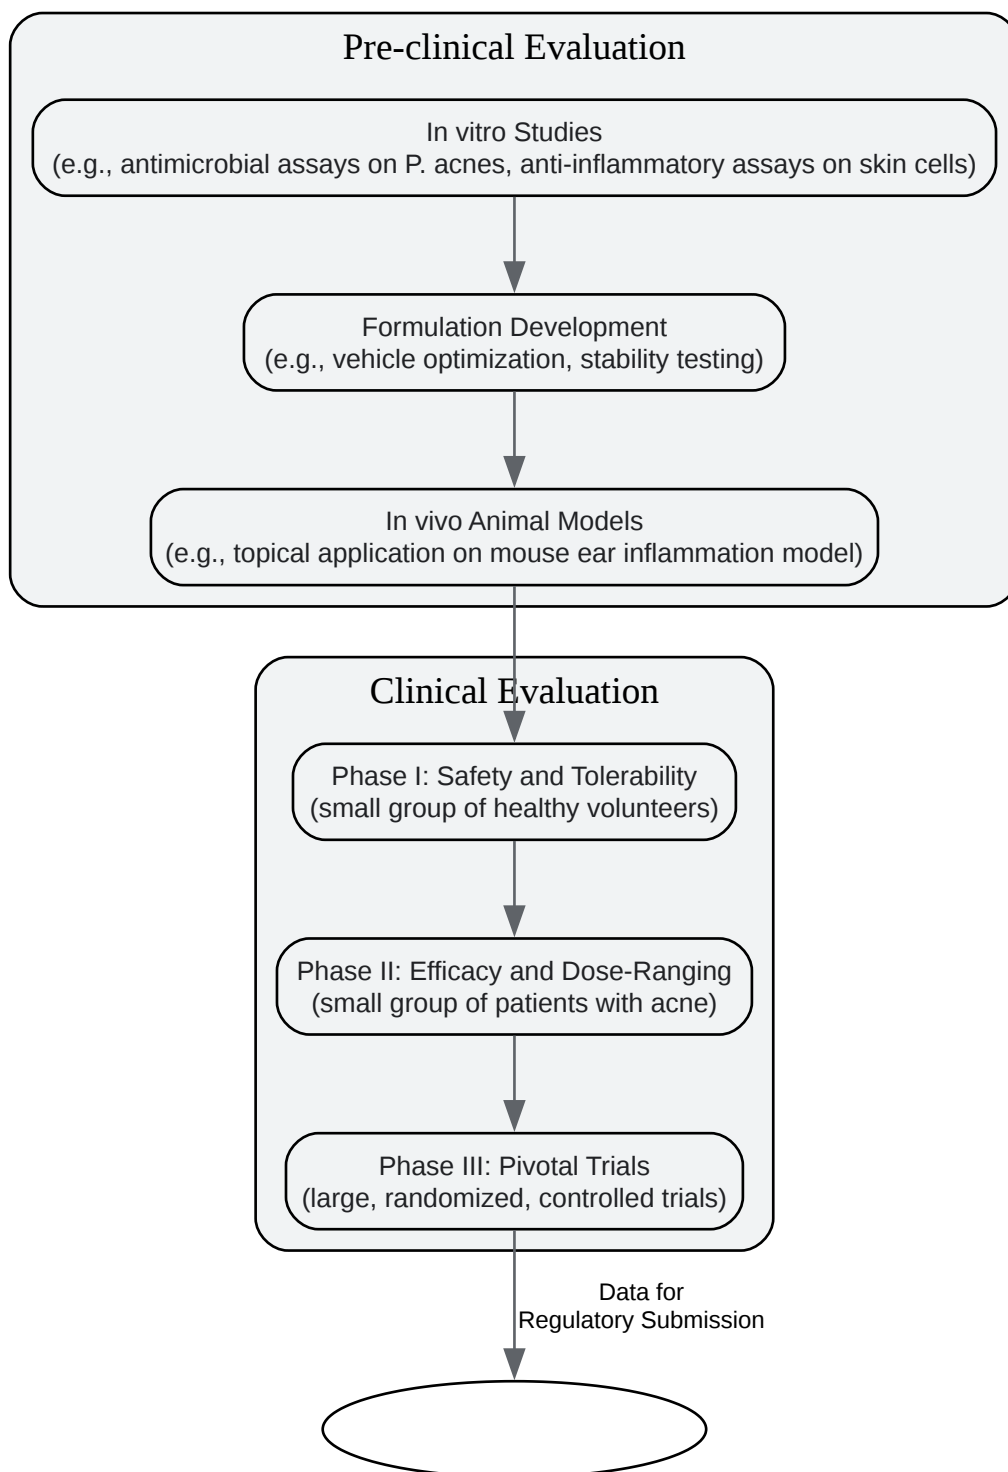 Pre-clinical Evaluation
In vitro Studies
(e.g., antimicrobial assays on P. acnes, anti-inflammatory assays on skin cells)
Formulation Development
(e.g., vehicle optimization, stability testing)
In vivo Animal Models
(e.g., topical application on mouse ear inflammation model)
Clinical Evaluation
Phase I: Safety and Tolerability
(small group of healthy volunteers)
Phase II: Efficacy and Dose-Ranging
(small group of patients with acne)
Phase III: Pivotal Trials
(large, randomized, controlled trials)
Data for
Regulatory Submission